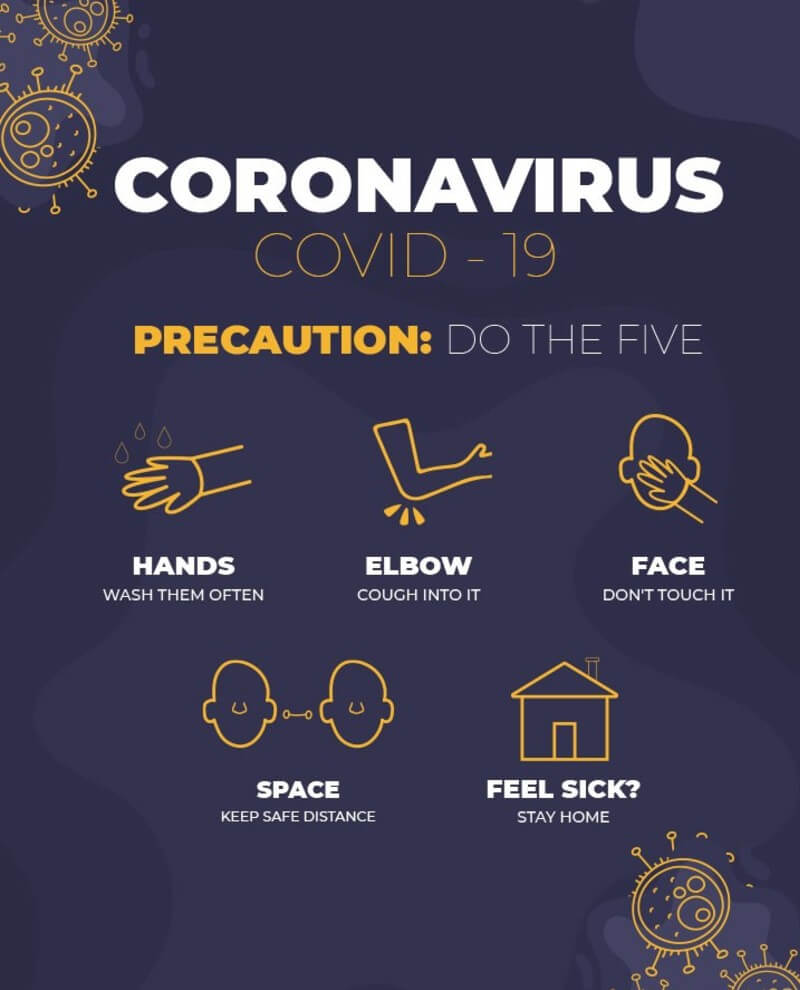 CORONAVIRUS
COVID - 19
PRECAUTION: DO THE FIVE
HANDS
WASH THEM OFTEN
ELBOW
COUGH INTO IT
FACE
DON'T TOUCH IT
SPACE
KEEP SAFE DISTANCE
FEEL SICK?
STAY HOME